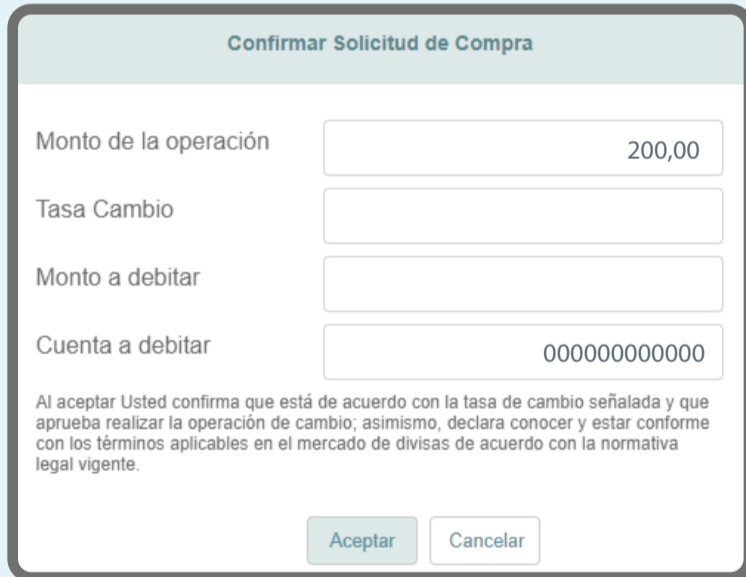 Confirmar Solicitud de Compra
Monto de la operación
200,00
Tasa Cambio
Monto a debitar
Cuenta a debitar
000000000000
Al aceptar Usted confirma que está de acuerdo con la tasa de cambio señalada y que
aprueba realizar la operación de cambio; asimismo, declara conocer y estar conforme
con los términos aplicables en el mercado de divisas de acuerdo con la normativa
legal vigente.
Aceptar
Cancelar